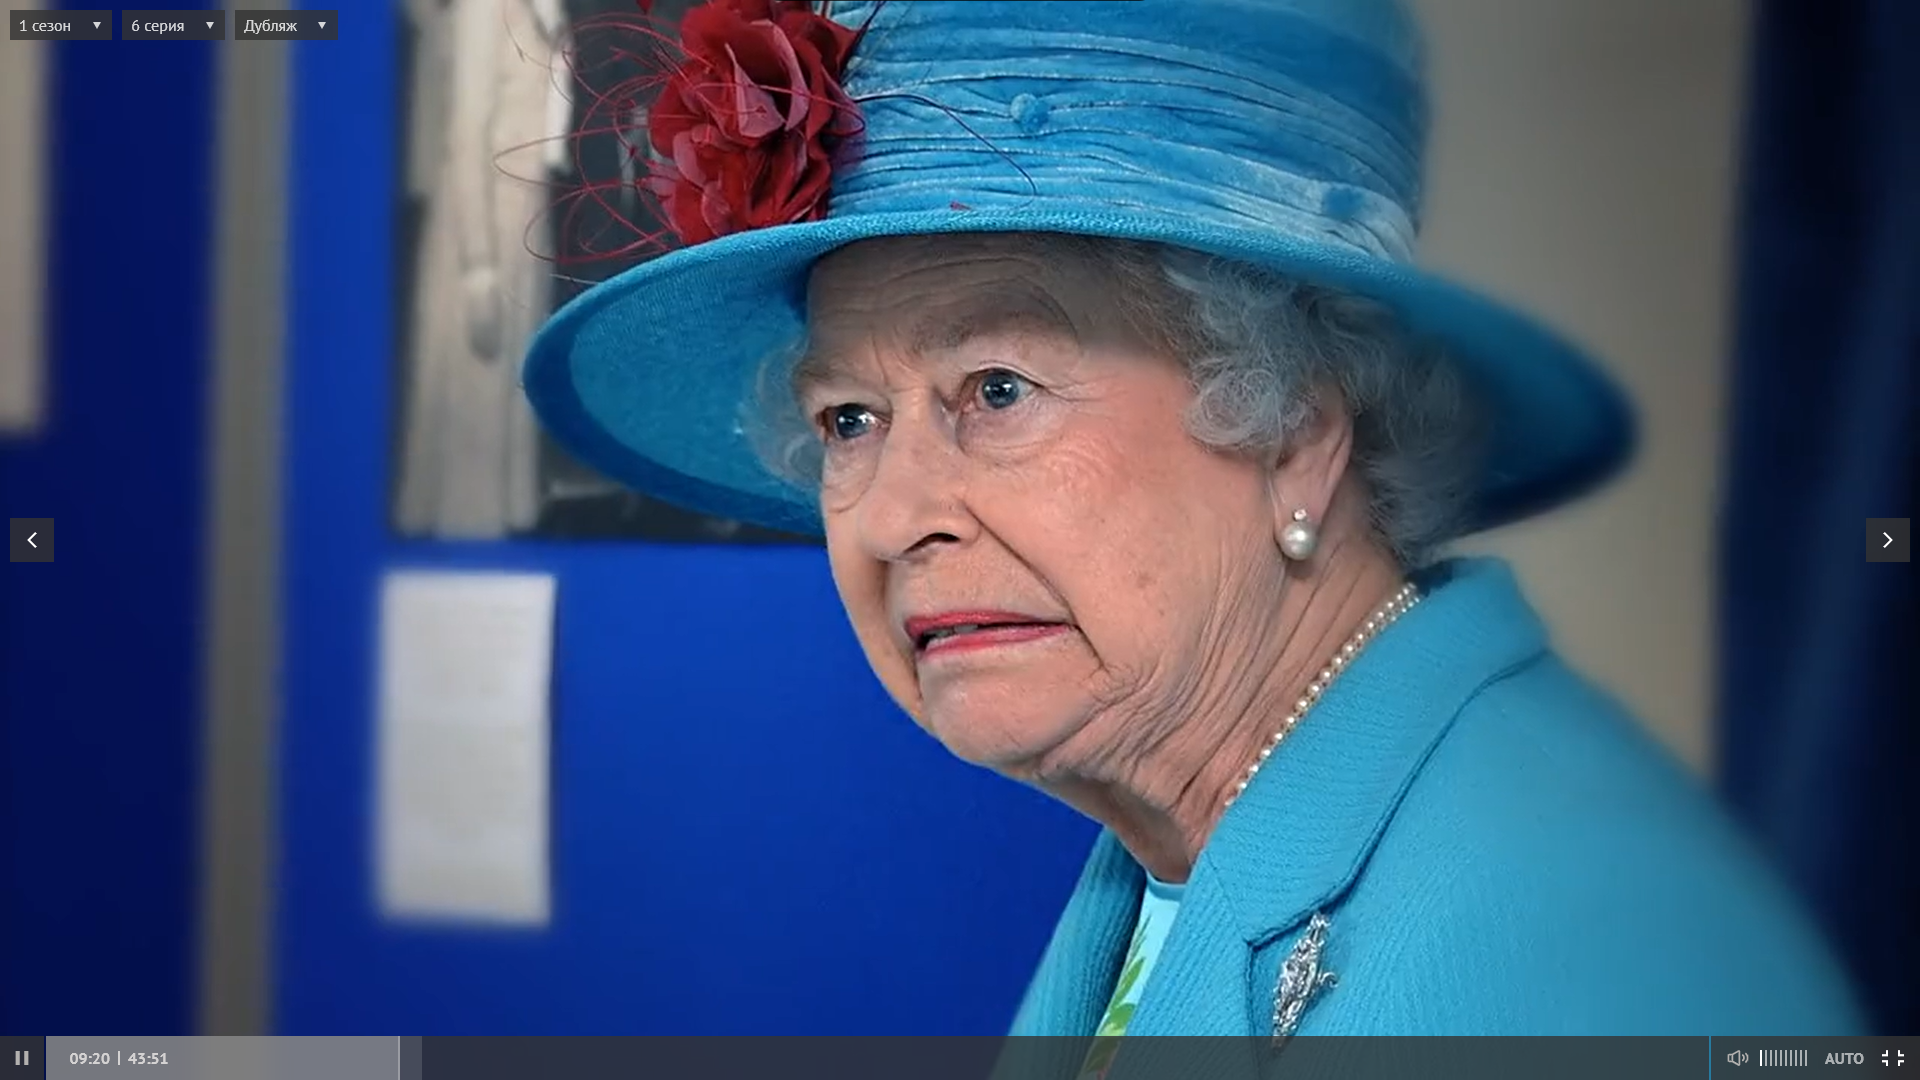 1 сезон ▼ 6 серия ▼ Дубляж ▼
09:20 | 43:51 AUTO